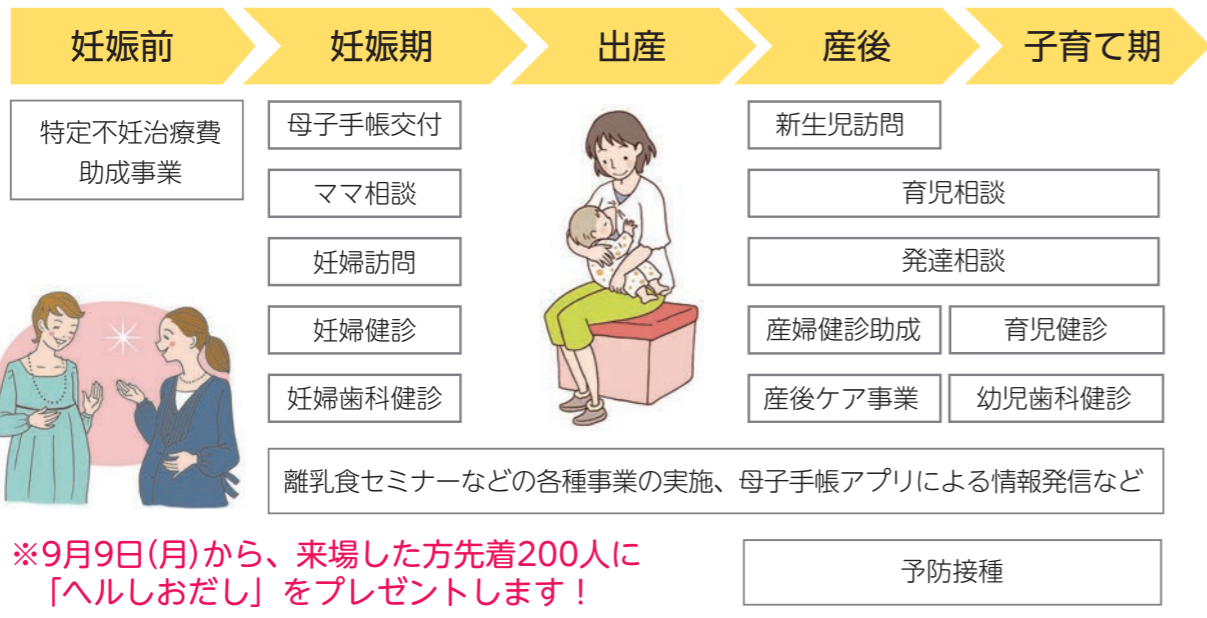 妊娠前
妊娠期
出産
産後
子育て期
特定不妊治療費
助成事業
母子手帳交付
ママ相談
妊婦訪問
妊婦健診
妊婦歯科健診
新生児訪問
育児相談
発達相談
産婦健診助成
育児健診
産後ケア事業
幼児歯科健診
離乳食セミナーなどの各種事業の実施、母子手帳アプリによる情報発信など
予防接種
※9月9日(月)から、来場した方先着200人に
「ヘルしおだし」をプレゼントします！